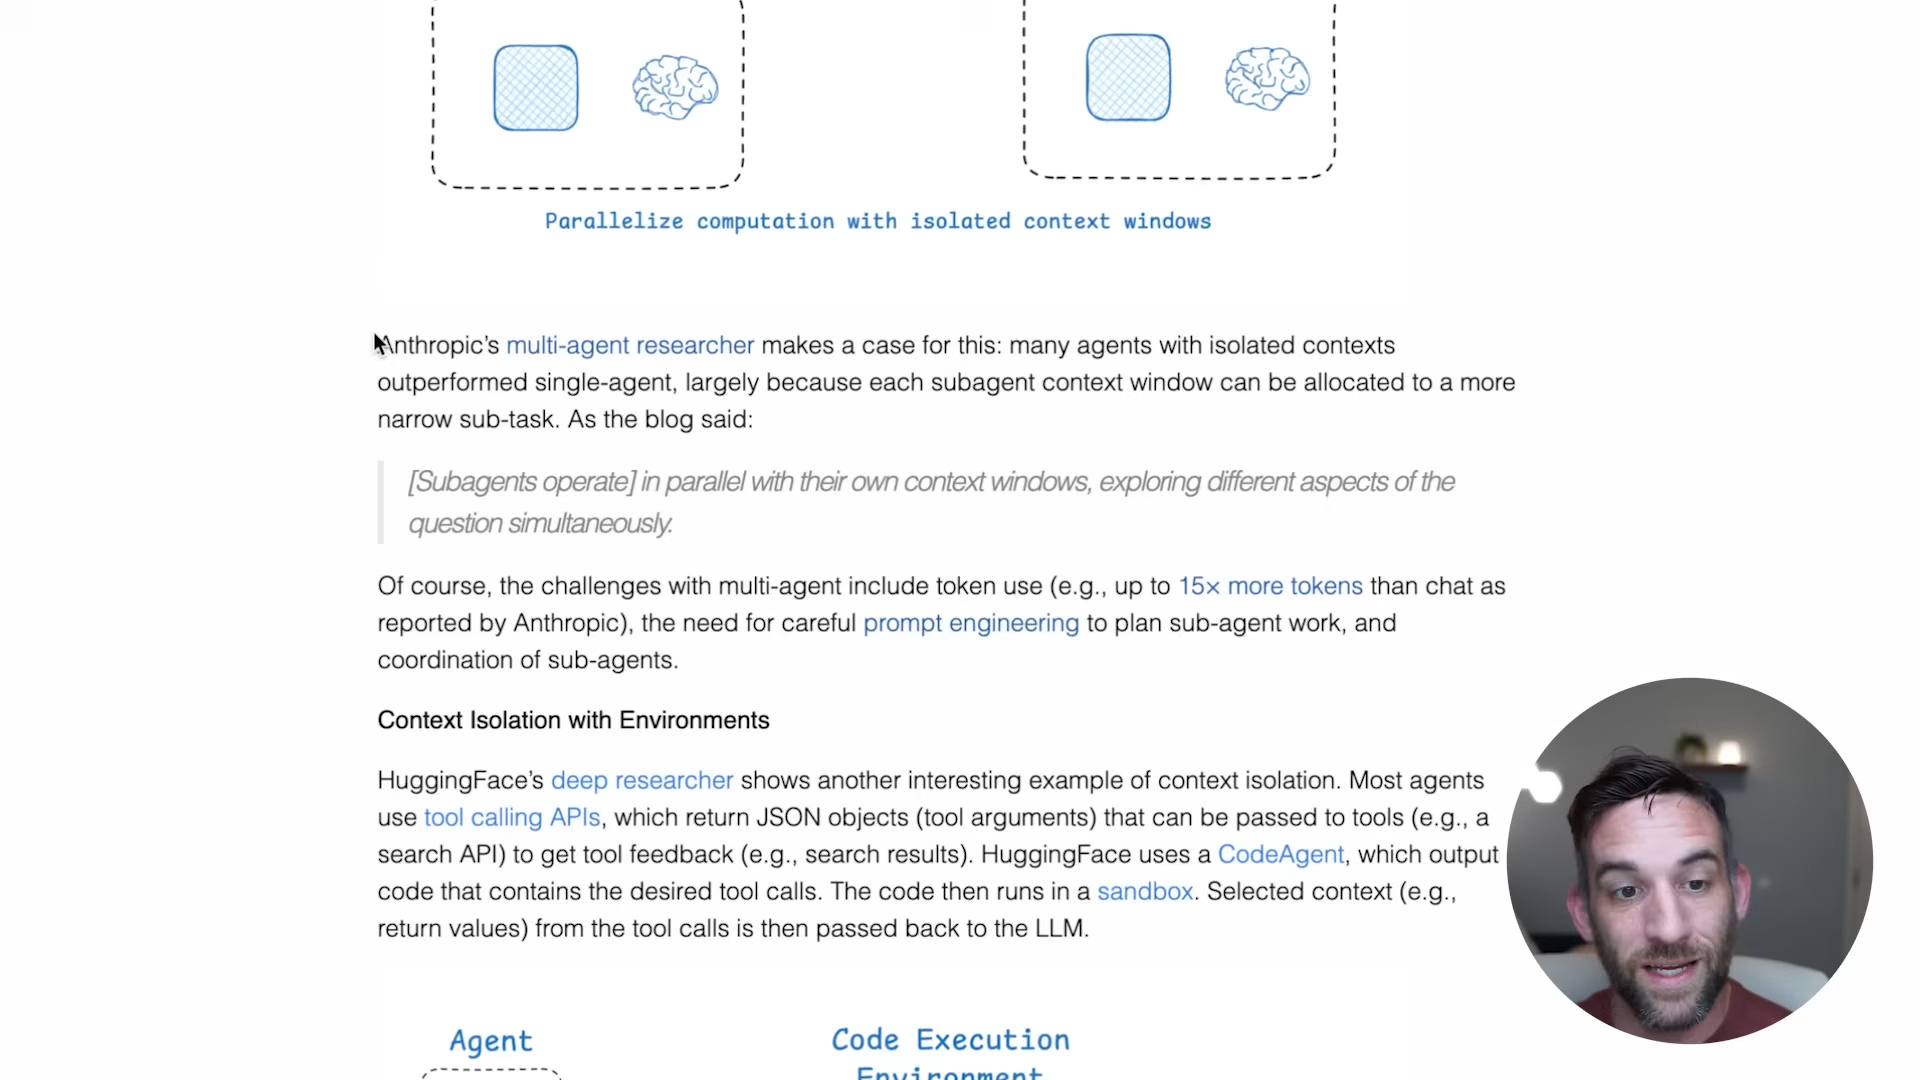 Parallelize computation with isolated context windows
Anthropic's multi-agent researcher makes a case for this: many agents with isolated contexts
outperformed single-agent, largely because each subagent context window can be allocated to a more
narrow sub-task. As the blog said:
[Subagents operate] in parallel with their own context windows, exploring different aspects of the
question simultaneously.
Of course, the challenges with multi-agent include token use (e.g., up to 15× more tokens than chat as
reported by Anthropic), the need for careful prompt engineering to plan sub-agent work, and
coordination of sub-agents.
Context Isolation with Environments
HuggingFace's deep researcher shows another interesting example of context isolation. Most agents
use tool calling APIs, which return JSON objects (tool arguments) that can be passed to tools (e.g., a
search API) to get tool feedback (e.g., search results). HuggingFace uses a CodeAgent, which output
code that contains the desired tool calls. The code then runs in a sandbox. Selected context (e.g.,
return values) from the tool calls is then passed back to the LLM.
Agent
Code Execution
Environment